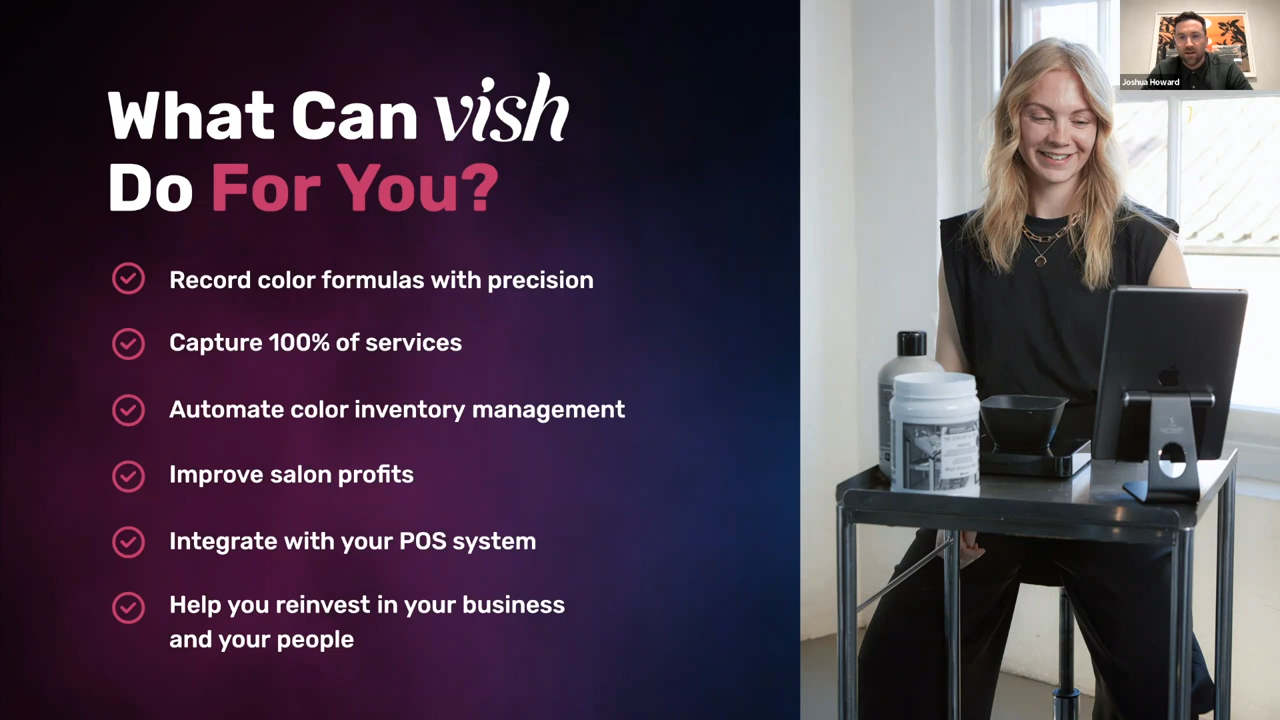 What Can vish
Do For You?
Record color formulas with precision
Capture 100% of services
Automate color inventory management
Improve salon profits
Integrate with your POS system
Help you reinvest in your business
and your people
Joshua Howard